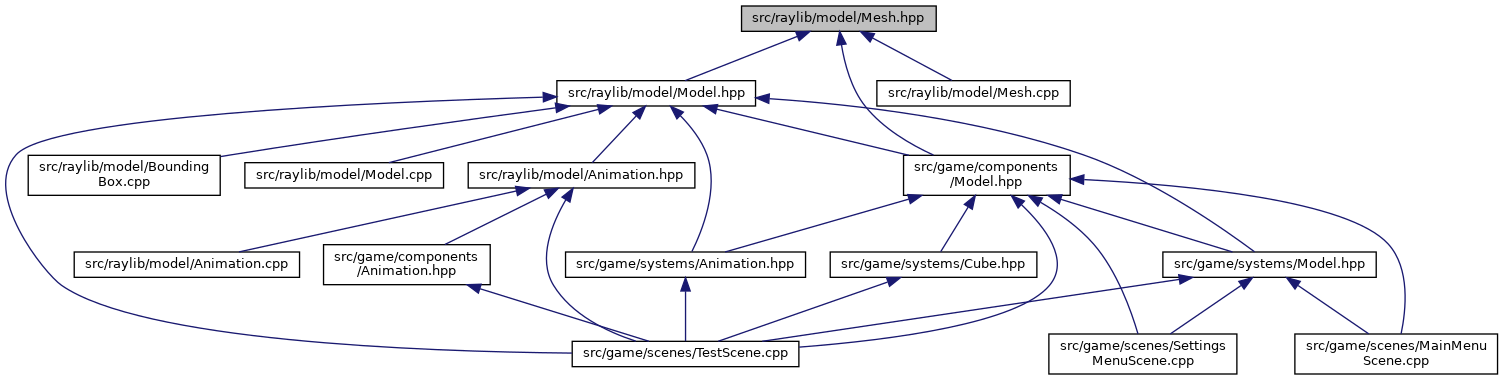 src/raylib/model/Mesh.hpp
src/raylib/model/Model.hpp
src/raylib/model/Mesh.cpp
src/raylib/model/Bounding
Box.cpp
src/raylib/model/Model.cpp
src/raylib/model/Animation.hpp
src/game/components
/Model.hpp
src/raylib/model/Animation.cpp
src/game/components
/Animation.hpp
src/game/systems/Animation.hpp
src/game/systems/Cube.hpp
src/game/systems/Model.hpp
src/game/scenes/TestScene.cpp
src/game/scenes/Settings
MenuScene.cpp
src/game/scenes/MainMenu
Scene.cpp